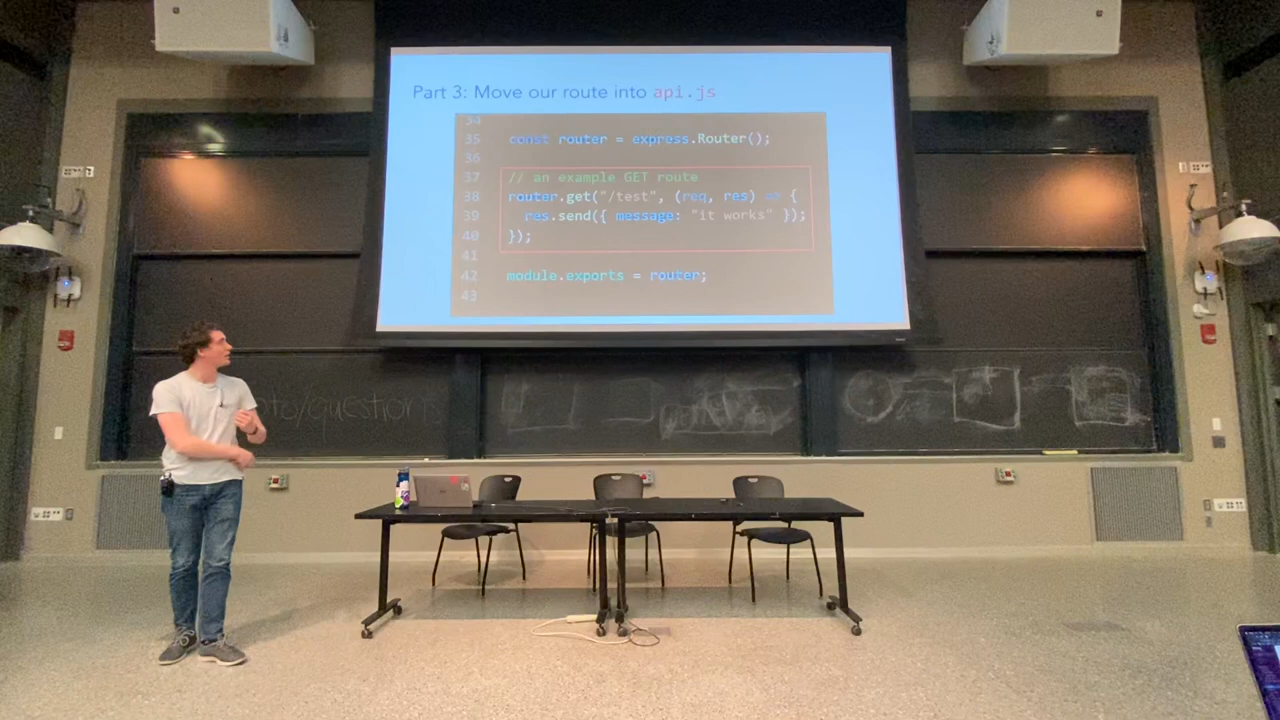 Part 3: Move our route into api.js
34
35 const router = express.Router();
36
37 // an example GET route
38 router.get("/test", (req, res) => {
39 res.send({ message: "it works" });
40 });
41
42 module.exports = router;
43
to/question